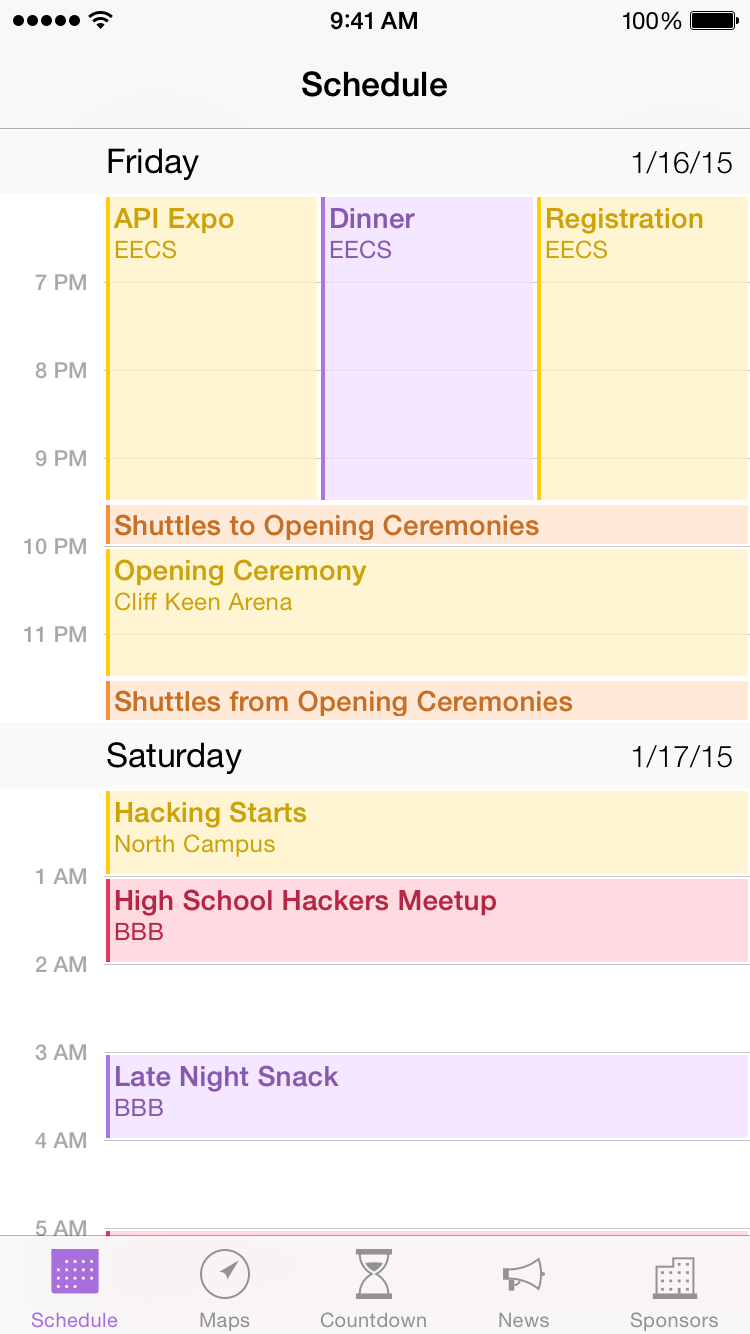 9:41 AM 100%
Schedule
Friday 1/16/15
API Expo Dinner Registration
EECS EECS EECS
7 PM
8 PM
9 PM
Shuttles to Opening Ceremonies
10 PM
Opening Ceremony
Cliff Keen Arena
11 PM
Shuttles from Opening Ceremonies
Saturday 1/17/15
Hacking Starts
North Campus
1 AM
High School Hackers Meetup
BBB
2 AM
3 AM
Late Night Snack
BBB
4 AM
5 AM
Schedule Maps Countdown News Sponsors